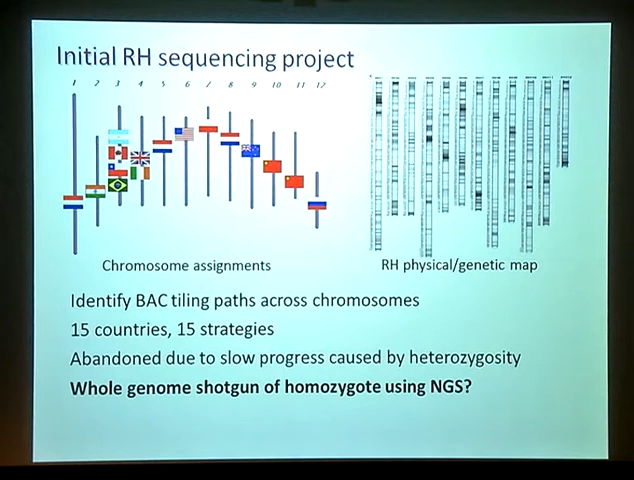 Initial RH sequencing project
1 2 3 4 5 6 7 8 9 10 11 12
Chromosome assignments
RH physical/genetic map
Identify BAC tiling paths across chromosomes
15 countries, 15 strategies
Abandoned due to slow progress caused by heterozygosity
Whole genome shotgun of homozygote using NGS?